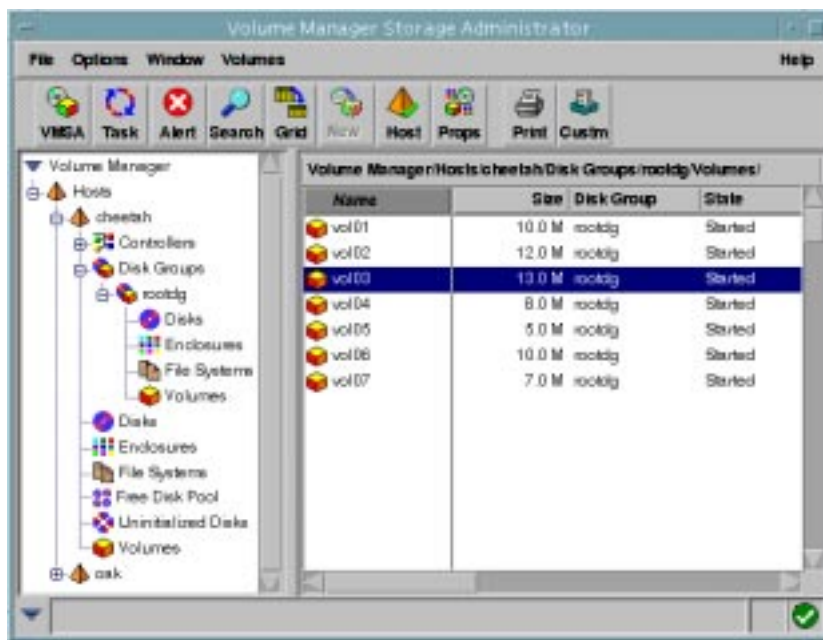 Volume Manager Storage Administrator
File Options Window Volumes Help
VMSA Task Alert Search Grid New Host Props Print Custm
Volume Manager
Hosts
cheetah
Controllers
Disk Groups
rootdg
Disks
Enclosures
File Systems
Volumes
Disks
Enclosures
File Systems
Free Disk Pool
Uninitialized Disks
Volumes
oak
Volume Manager/Hosts/cheetah/Disk Groups/rootdg/Volumes/
Name Size Disk Group State
vol01 10.0 M rootdg Started
vol02 12.0 M rootdg Started
vol03 13.0 M rootdg Started
vol04 8.0 M rootdg Started
vol05 5.0 M rootdg Started
vol06 10.0 M rootdg Started
vol07 7.0 M rootdg Started